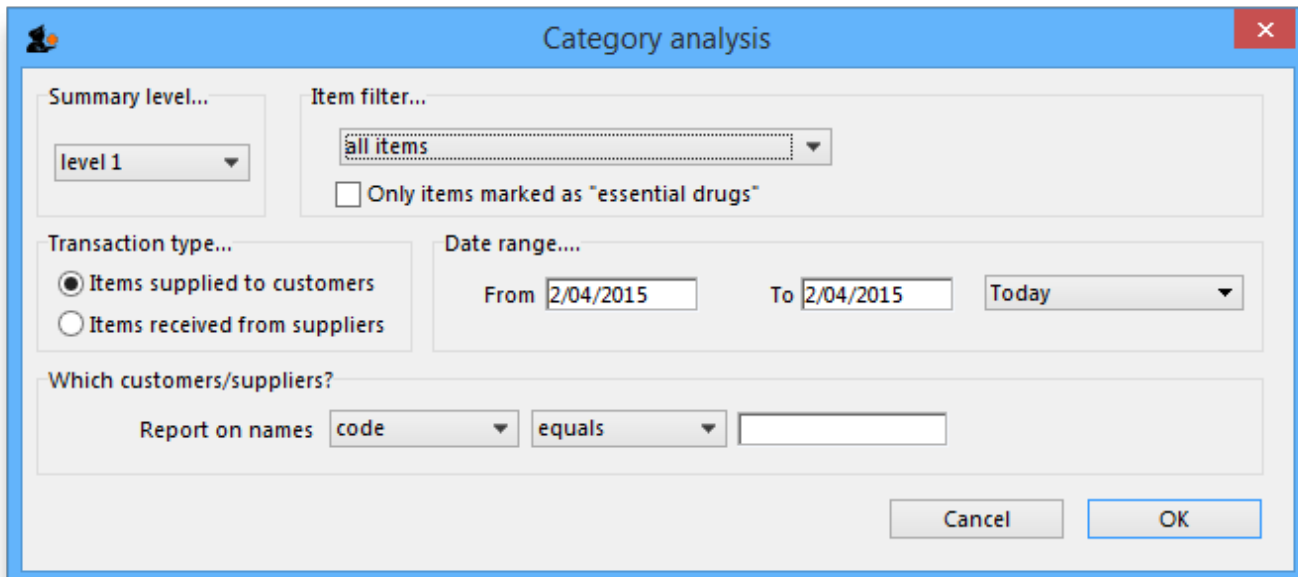 Category analysis
Summary level...
level 1
Item filter...
all items
Only items marked as "essential drugs"
Transaction type...
Items supplied to customers
Items received from suppliers
Date range....
From 2/04/2015 To 2/04/2015 Today
Which customers/suppliers?
Report on names code equals
Cancel OK